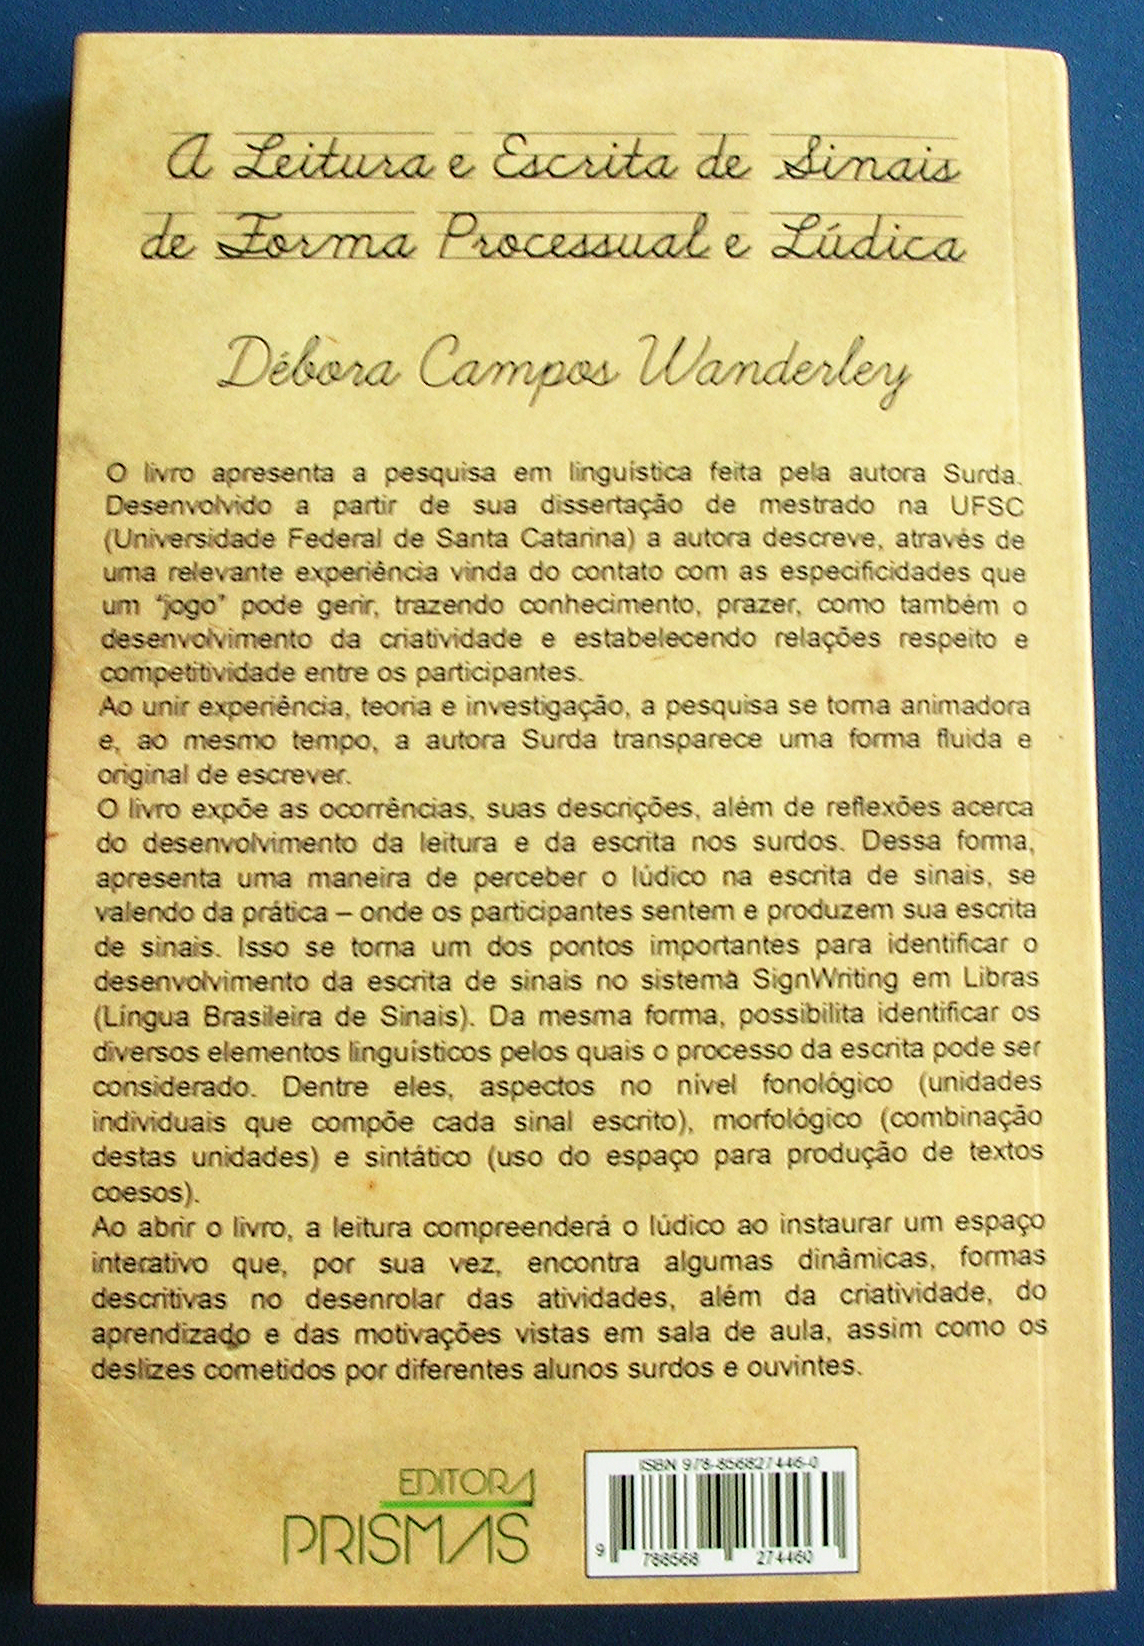 A Leitura e Escrita de Sinais
de Forma Processual e Lúdica
Débora Campos Wanderley
O livro apresenta a pesquisa em linguística feita pela autora Surda.
Desenvolvido a partir de sua dissertação de mestrado na UFSC
(Universidade Federal de Santa Catarina) a autora descreve, através de
uma relevante experiência vinda do contato com as especificidades que
um "jogo" pode gerir, trazendo conhecimento, prazer, como também o
desenvolvimento da criatividade e estabelecendo relações respeito e
competitividade entre os participantes.
Ao unir experiência, teoria e investigação, a pesquisa se torna animadora
e, ao mesmo tempo, a autora Surda transparece uma forma fluida e
original de escrever.
O livro expõe as ocorrências, suas descrições, além de reflexões acerca
do desenvolvimento da leitura e da escrita nos surdos. Dessa forma,
apresenta uma maneira de perceber o lúdico na escrita de sinais, se
valendo da prática – onde os participantes sentem e produzem sua escrita
de sinais. Isso se torna um dos pontos importantes para identificar o
desenvolvimento da escrita de sinais no sistema SignWriting em Libras
(Língua Brasileira de Sinais). Da mesma forma, possibilita identificar os
diversos elementos linguísticos pelos quais o processo da escrita pode ser
considerado. Dentre eles, aspectos no nível fonológico (unidades
individuais que compõe cada sinal escrito), morfológico (combinação
destas unidades) e sintático (uso do espaço para produção de textos
coesos).
Ao abrir o livro, a leitura compreenderá o lúdico ao instaurar um espaço
interativo que, por sua vez, encontra algumas dinâmicas, formas
descritivas no desenrolar das atividades, além da criatividade, do
aprendizado e das motivações vistas em sala de aula, assim como os
deslizes cometidos por diferentes alunos surdos e ouvintes.
EDITORA
PRISMAS
ISBN 978-856827446-0
9 788568 274460